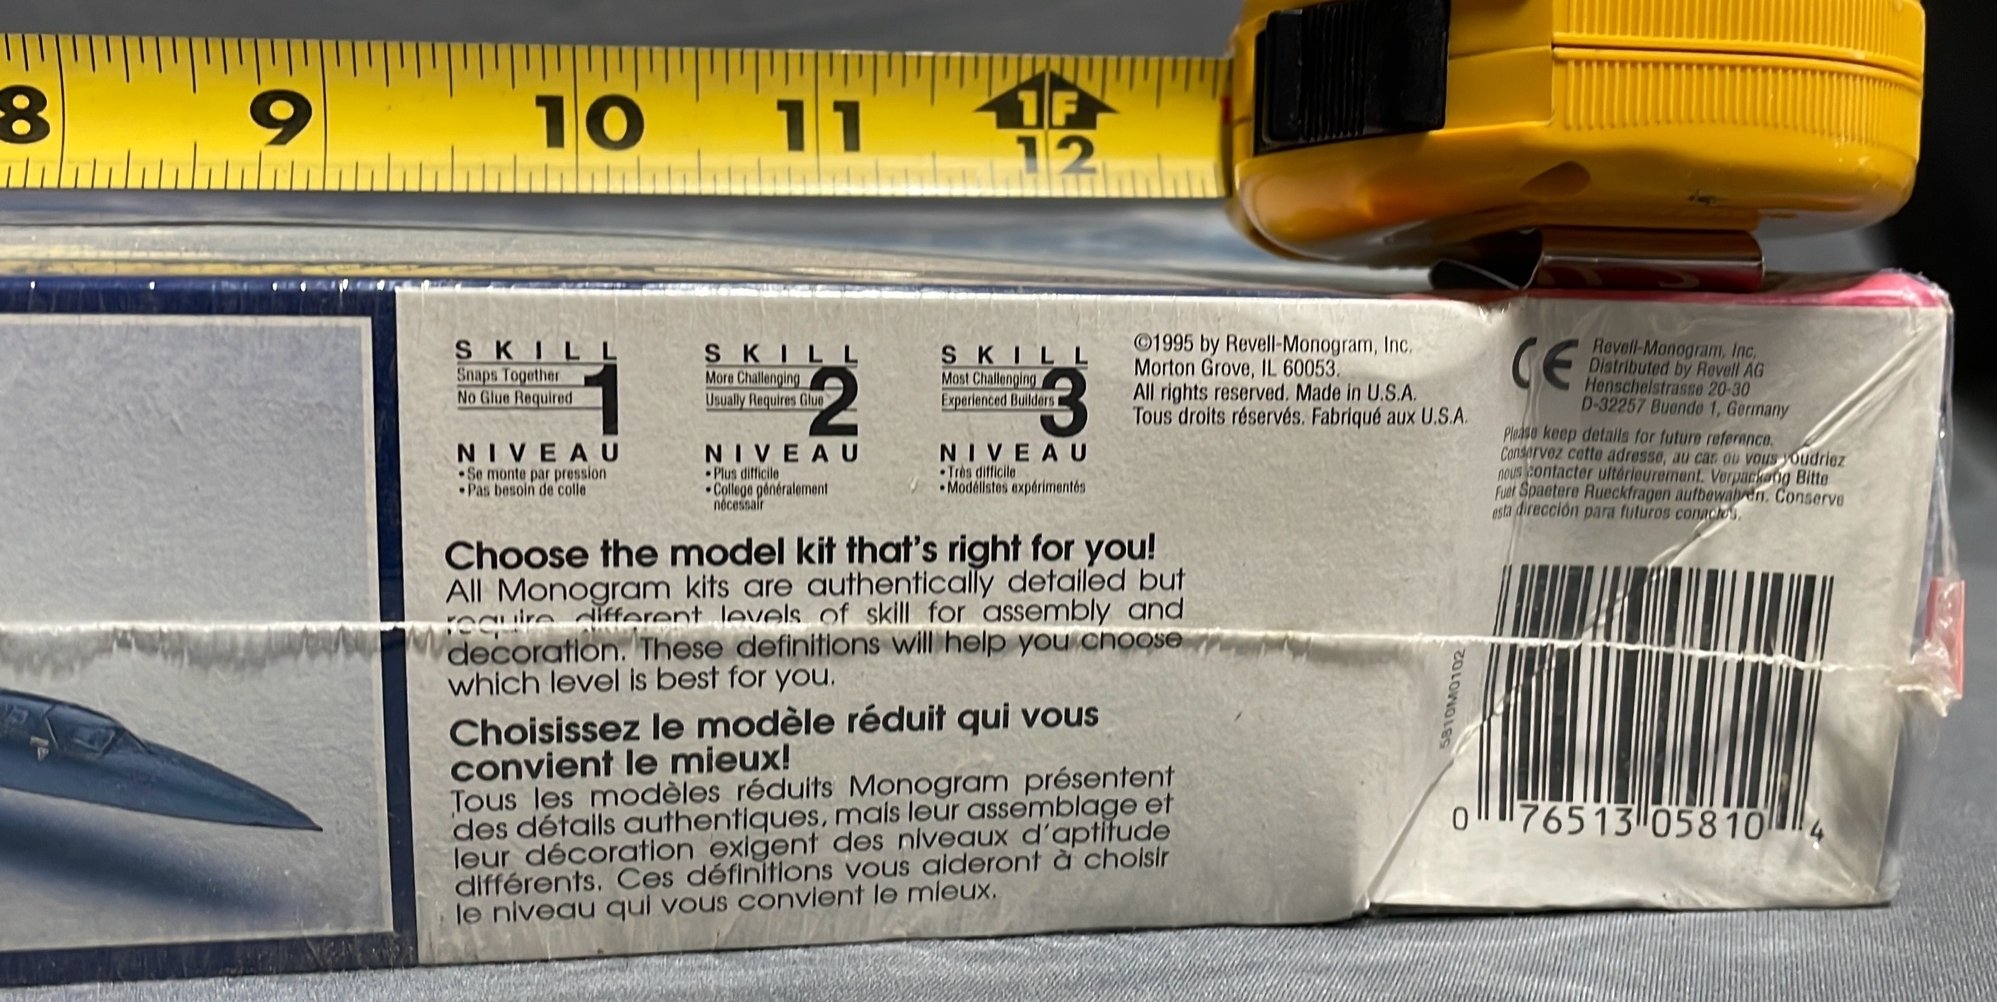 8 9 10 11 1F 12
SKILL 1
Snaps Together
No Glue Required
NIVEAU
• Se monte par pression
• Pas besoin de colle
SKILL 2
More Challenging
Usually Requires Glue
NIVEAU
• Plus difficile
• College généralement
nécessair
SKILL 3
Most Challenging
Experienced Builders
NIVEAU
• Très difficile
• Modélistes expérimentés
©1995 by Revell-Monogram, Inc.
Morton Grove, IL 60053.
All rights reserved. Made in U.S.A.
Tous droits réservés. Fabriqué aux U.S.A.
CE
Revell-Monogram, Inc.
Distributed by Revell AG
Henschelstrasse 20-30
D-32257 Buende 1, Germany
Please keep details for future reference.
Conservez cette adresse, au cas ou vous voudriez
nous contacter ultérieurement. Verpackung Bitte
Fuer Spaetere Rueckfragen aufbewahren. Conserve
esta dirección para futuros conactos.
Choose the model kit that's right for you!
All Monogram kits are authentically detailed but
require different levels of skill for assembly and
decoration. These definitions will help you choose
which level is best for you.
Choisissez le modèle réduit qui vous
convient le mieux!
Tous les modèles réduits Monogram présentent
des détails authentiques, mais leur assemblage et
leur décoration exigent des niveaux d'aptitude
différents. Ces définitions vous aideront à choisir
le niveau qui vous convient le mieux.
5810M0102
0 76513 05810 4